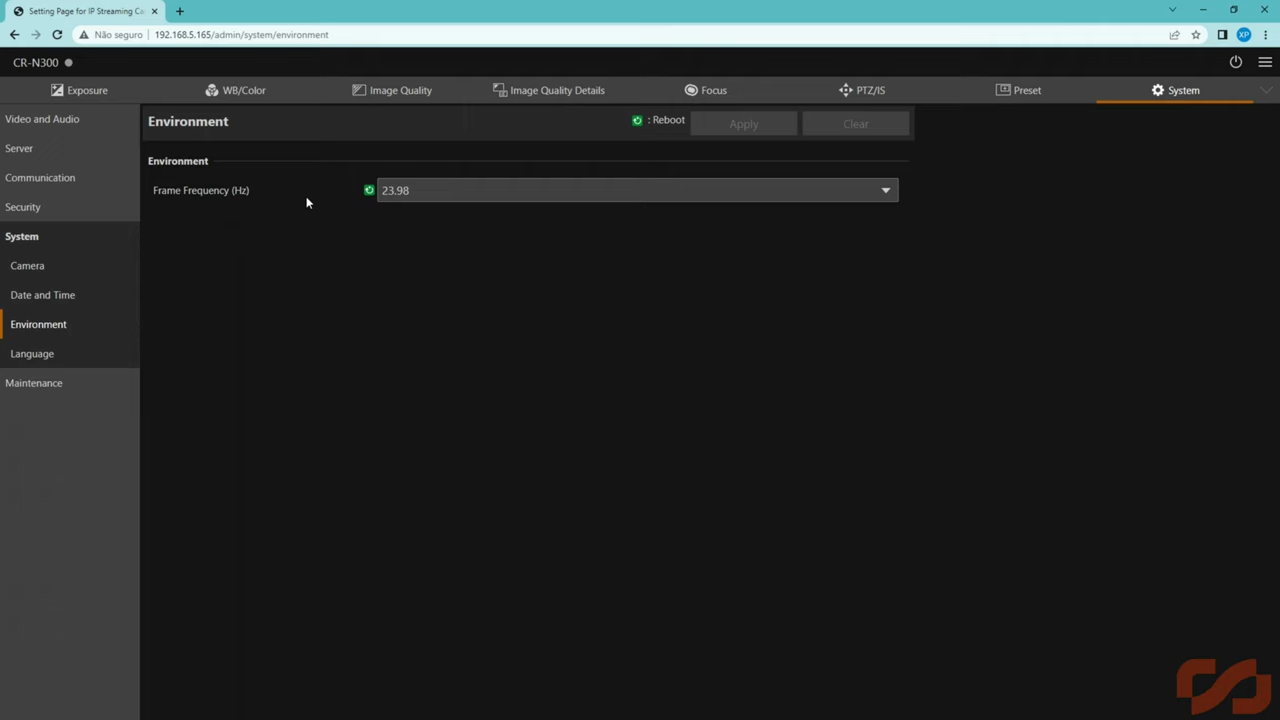 Setting Page for IP Streaming Ca
Não seguro
192.168.5.165/admin/system/environment
XP
CR-N300
Exposure
WB/Color
Image Quality
Image Quality Details
Focus
PTZ/IS
Preset
System
Video and Audio
Server
Communication
Security
System
Camera
Date and Time
Environment
Language
Maintenance
Environment
: Reboot
Apply
Clear
Environment
Frame Frequency (Hz)
23.98